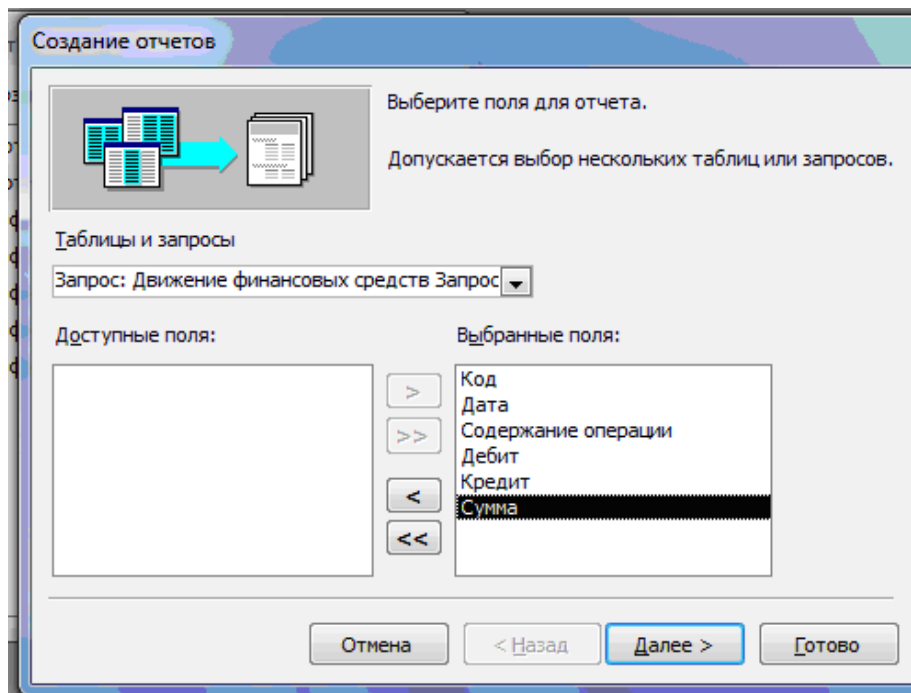 Создание отчетов
Выберите поля для отчета.
Допускается выбор нескольких таблиц или запросов.
Таблицы и запросы
Запрос: Движение финансовых средств Запрос
Доступные поля:
Выбранные поля:
Код
Дата
Содержание операции
Дебит
Кредит
Сумма
>
>>
<
<<
Отмена
< Назад
Далее >
Готово